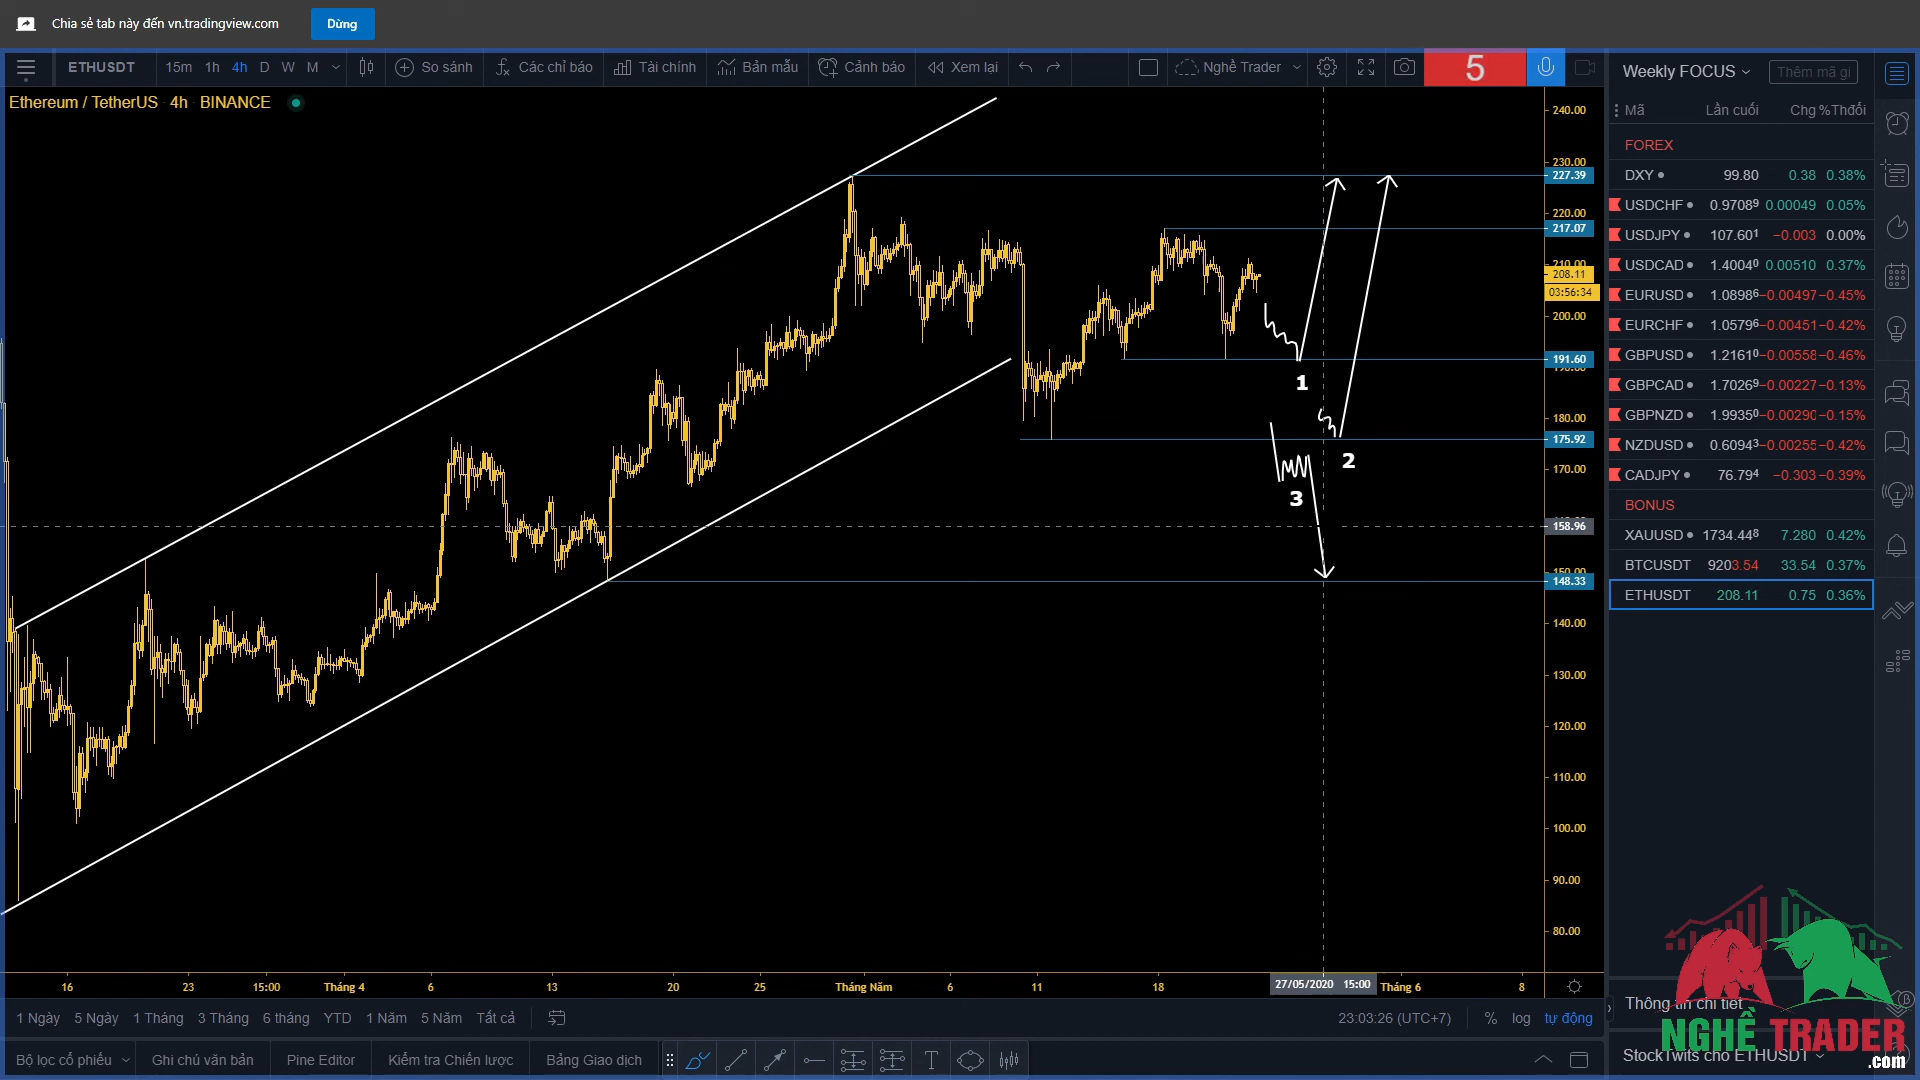 Chia sẻ tab này đến vn.tradingview.com Dừng
ETHUSDT 15m 1h 4h D W M So sánh Các chỉ báo Tài chính Bản mẫu Cảnh báo Xem lại Nghề Trader 5
Ethereum / TetherUS 4h BINANCE
240.00
230.00
227.39
220.00
217.07
210.00
208.11
03:56:34
200.00
191.60
180.00
175.92
170.00
158.96
150.00
148.33
140.00
130.00
120.00
110.00
100.00
90.00
80.00
1
2
3
16 23 15:00 Tháng 4 6 13 20 25 Tháng Năm 6 11 18 27/05/2020 15:00 Tháng 6 8
1 Ngày 5 Ngày 1 Tháng 3 Tháng 6 tháng YTD 1 Năm 5 Năm Tất cả 23:03:26 (UTC+7) % log tự động
Bộ lọc cổ phiếu Ghi chú văn bản Pine Editor Kiểm tra Chiến lược Bảng Giao dịch
Weekly FOCUS Thêm mã gi
Mã Lần cuối Chg %Thđổi
FOREX
DXY 99.80 0.38 0.38%
USDCHF 0.97089 0.00049 0.05%
USDJPY 107.601 −0.003 0.00%
USDCAD 1.40040 0.00510 0.37%
EURUSD 1.08986 −0.00497 −0.45%
EURCHF 1.05796 −0.00451 −0.42%
GBPUSD 1.21610 −0.00558 −0.46%
GBPCAD 1.70269 −0.00227 −0.13%
GBPNZD 1.99350 −0.00290 −0.15%
NZDUSD 0.60943 −0.00255 −0.42%
CADJPY 76.794 −0.303 −0.39%
BONUS
XAUUSD 1734.448 7.280 0.42%
BTCUSDT 9203.54 33.54 0.37%
ETHUSDT 208.11 0.75 0.36%
Thông tin chi tiết
NGHỀ TRADER
.com
StockTwits cho ETHUSDT